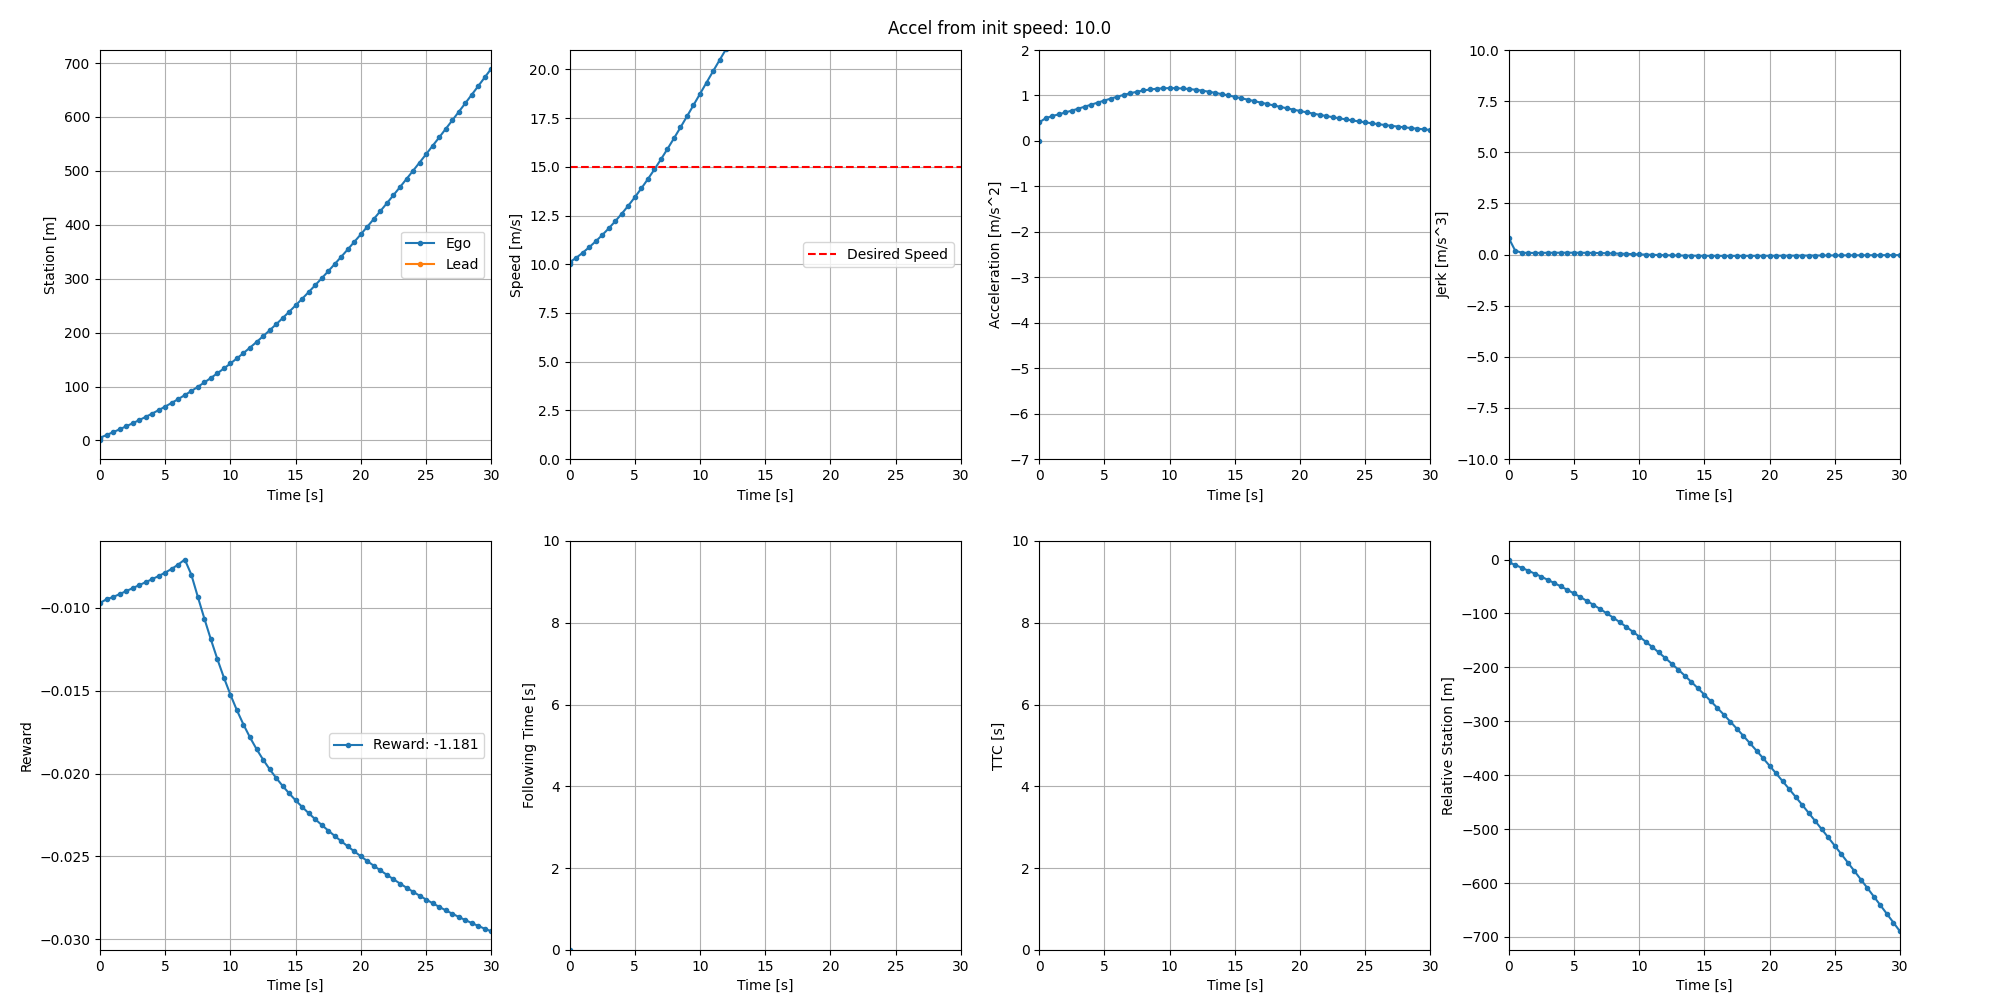 Accel from init speed: 10.0
700
600
500
400
300
200
100
0
Station [m]
0 5 10 15 20 25 30
Time [s]
Ego
Lead
20.0
17.5
15.0
12.5
10.0
7.5
5.0
2.5
0.0
Speed [m/s]
0 5 10 15 20 25 30
Time [s]
Desired Speed
2
1
0
−1
−2
−3
−4
−5
−6
−7
Acceleration [m/s^2]
0 5 10 15 20 25 30
Time [s]
10.0
7.5
5.0
2.5
0.0
−2.5
−5.0
−7.5
−10.0
Jerk [m/s^3]
0 5 10 15 20 25 30
Time [s]
−0.010
−0.015
−0.020
−0.025
−0.030
Reward
0 5 10 15 20 25 30
Time [s]
Reward: -1.181
10
8
6
4
2
0
Following Time [s]
0 5 10 15 20 25 30
Time [s]
10
8
6
4
2
0
TTC [s]
0 5 10 15 20 25 30
Time [s]
0
−100
−200
−300
−400
−500
−600
−700
Relative Station [m]
0 5 10 15 20 25 30
Time [s]